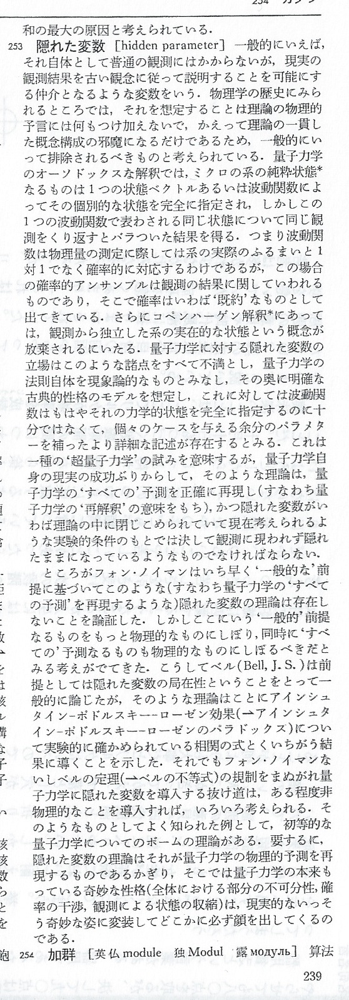 和の最大の原因と考えられている．
253 隠れた変数 [hidden parameter] 一般的にいえば，
それ自体として普通の観測にはかからないが，現実の
観測結果を古い観念に従って説明することを可能にす
る仲介となるような変数をいう．物理学の歴史にみら
れるところでは，それを想定することは理論の物理的
予言には何もつけ加えないで，かえって理論の一貫し
た概念構成の邪魔になるだけであるため，一般的にい
って排除されるべきものと考えられている．量子力学
のオーソドックスな解釈では，ミクロの系の純粋状態*
なるものは1つの状態ベクトルあるいは波動関数によ
ってその個別的な状態を完全に指定され，しかしこの
1つの波動関数で表わされる同じ状態について同じ観
測をくり返すとバラついた結果を得る．つまり波動関
数は物理量の測定に際しては系の実際のふるまいと1
対1でなく確率的に対応するわけであるが，この場合
の確率的アンサンブルは観測の結果に関していわれる
ものであり，そこで確率はいわば‘既約’なものとして
出てきている．さらにコペンハーゲン解釈*にあって
は，観測から独立した系の実在的な状態という概念が
放棄されるにいたる．量子力学に対する隠れた変数の
立場はこのような諸点をすべて不満とし，量子力学の
法則自体を現象論的なものとみなし，その奥に明確な
古典的性格のモデルを想定し，これに対しては波動関
数はもはやそれの力学的状態を完全に指定するのに十
分ではなくて，個々のケースを与える余分のパラメタ
ーを補ったより詳細な記述が存在するとみる．これは
一種の‘超量子力学’の試みを意味するが，量子力学自
身の現実の成功ぶりからして，そのような理論は，量
子力学の‘すべての’予測を正確に再現し(すなわち量
子力学の‘再解釈’の意味をもち)，かつ隠れた変数がい
わば理論の中に閉じこめられていて現在考えられるよ
うな実験的条件のもとでは決して観測に現われず隠れ
たままになっているようなものでなければならない．
ところがフォン・ノイマンはいち早く‘一般的な’前
提に基づいてこのような(すなわち量子力学の‘すべて
の予測’を再現するような)隠れた変数の理論は存在し
ないことを論証した．しかしここにいう‘一般的’前提
なるものをもっと物理的なものにしぼり，同時に‘すべ
ての’予測なるものも物理的なものにしぼるべきだと
みる考えがでてきた．こうしてベル(Bell, J. S.)は前
提としては隠れた変数の局在性ということをとって一
般的に論じたが，そのような理論はことにアインシュ
タイン-ポドルスキー-ローゼン効果(→アインシュタ
イン-ポドルスキー-ローゼンのパラドックス)につい
て実験的に確かめられている相関の式とくいちがう結
果に導くことを示した．それでもフォン・ノイマンな
いしベルの定理(→ベルの不等式)の規制をまぬがれ量
子力学に隠れた変数を導入する抜け道は，ある程度非
物理的なことを導入すれば，いろいろ考えられる．そ
のようなものとしてよく知られた例として，初等的な
量子力学についてのボームの理論がある．要するに，
隠れた変数の理論はそれが量子力学の物理的予測を再
現するものであるかぎり，そこでは量子力学の本来も
っている奇妙な性格(全体における部分の不可分性，確
率の干渉，観測による状態の収縮)は，現実的ないっそ
う奇妙な姿に変装してどこかに必ず顔を出してくるの
である．
254 加群 [英仏 module 独 Modul 露 модуль] 算法
239